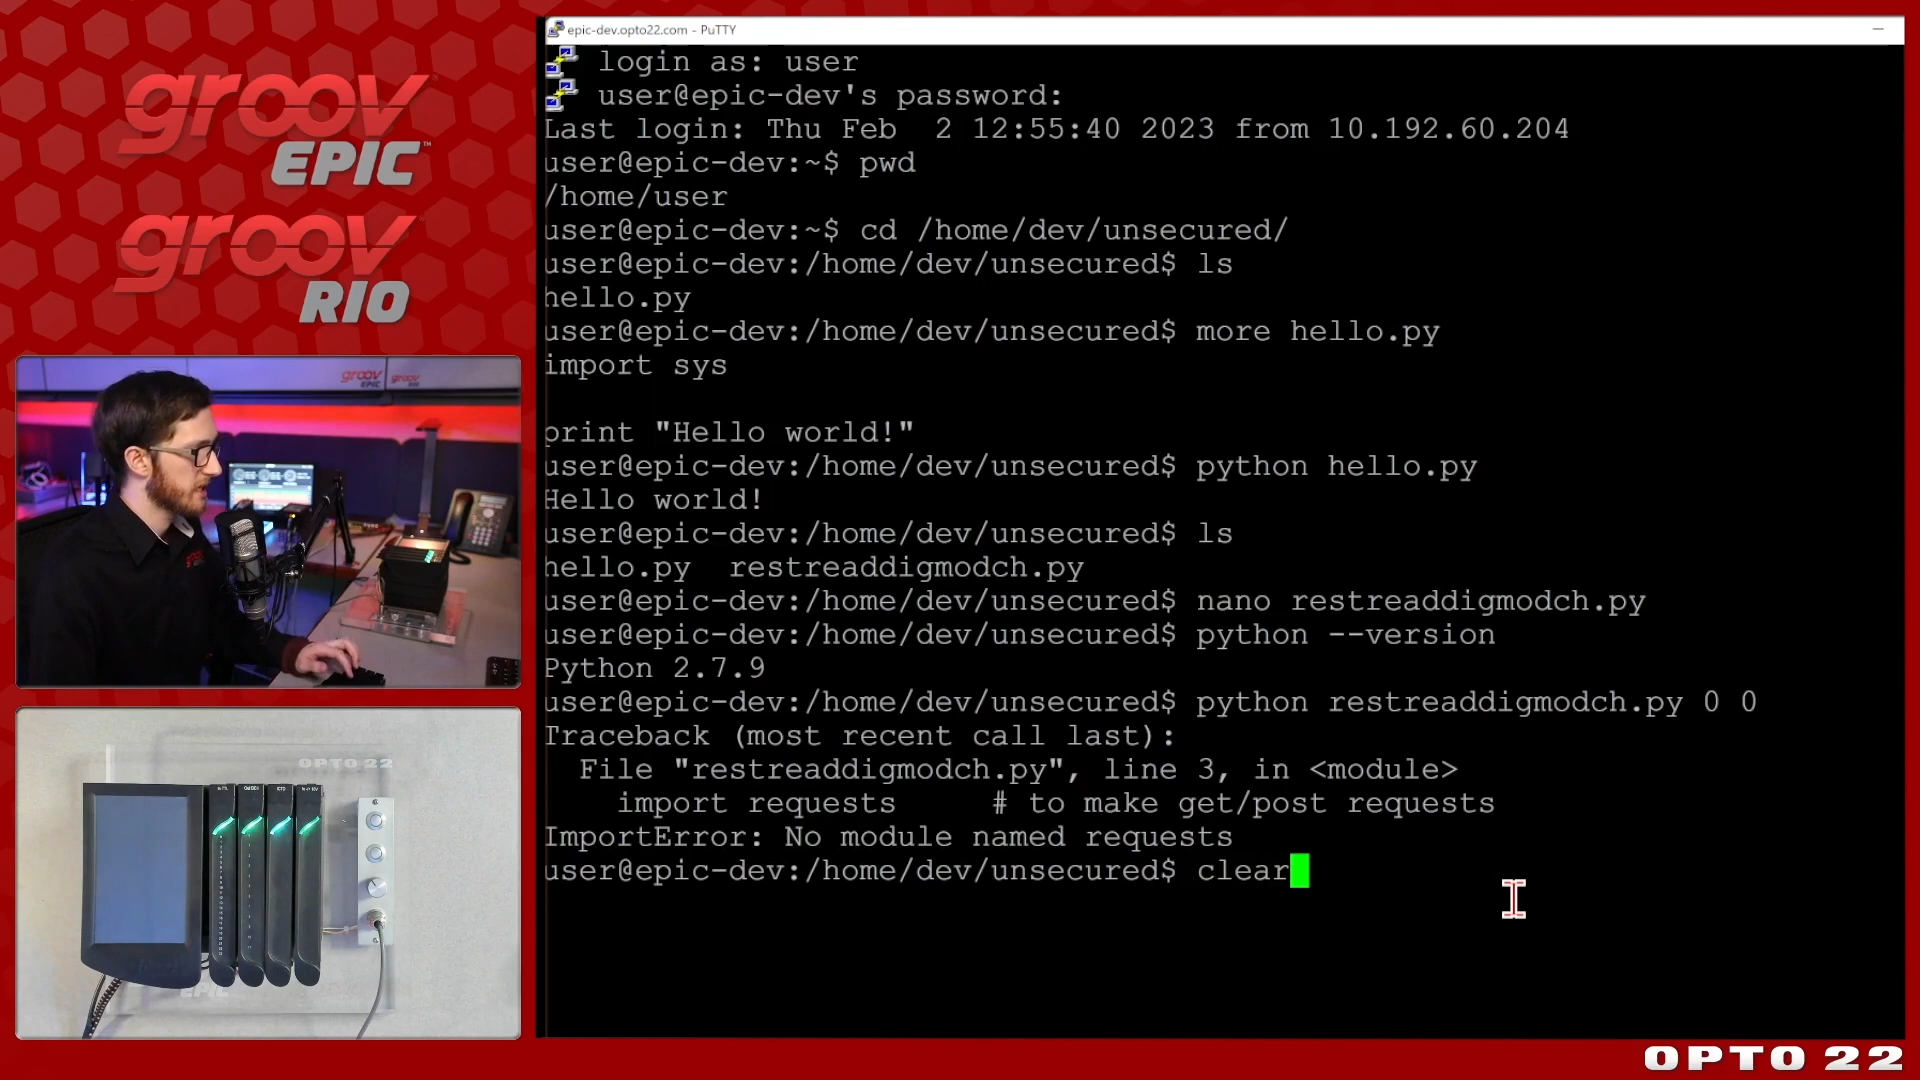 groov
EPIC™
groov
RIO
epic-dev.opto22.com - PuTTY
login as: user
user@epic-dev's password:
Last login: Thu Feb  2 12:55:40 2023 from 10.192.60.204
user@epic-dev:~$ pwd
/home/user
user@epic-dev:~$ cd /home/dev/unsecured/
user@epic-dev:/home/dev/unsecured$ ls
hello.py
user@epic-dev:/home/dev/unsecured$ more hello.py
import sys
print "Hello world!"
user@epic-dev:/home/dev/unsecured$ python hello.py
Hello world!
user@epic-dev:/home/dev/unsecured$ ls
hello.py  restreaddigmodch.py
user@epic-dev:/home/dev/unsecured$ nano restreaddigmodch.py
user@epic-dev:/home/dev/unsecured$ python --version
Python 2.7.9
user@epic-dev:/home/dev/unsecured$ python restreaddigmodch.py 0 0
Traceback (most recent call last):
  File "restreaddigmodch.py", line 3, in <module>
    import requests     # to make get/post requests
ImportError: No module named requests
user@epic-dev:/home/dev/unsecured$ clear
groov
EPIC
groov
OPTO 22
EPIC
OPTO 22